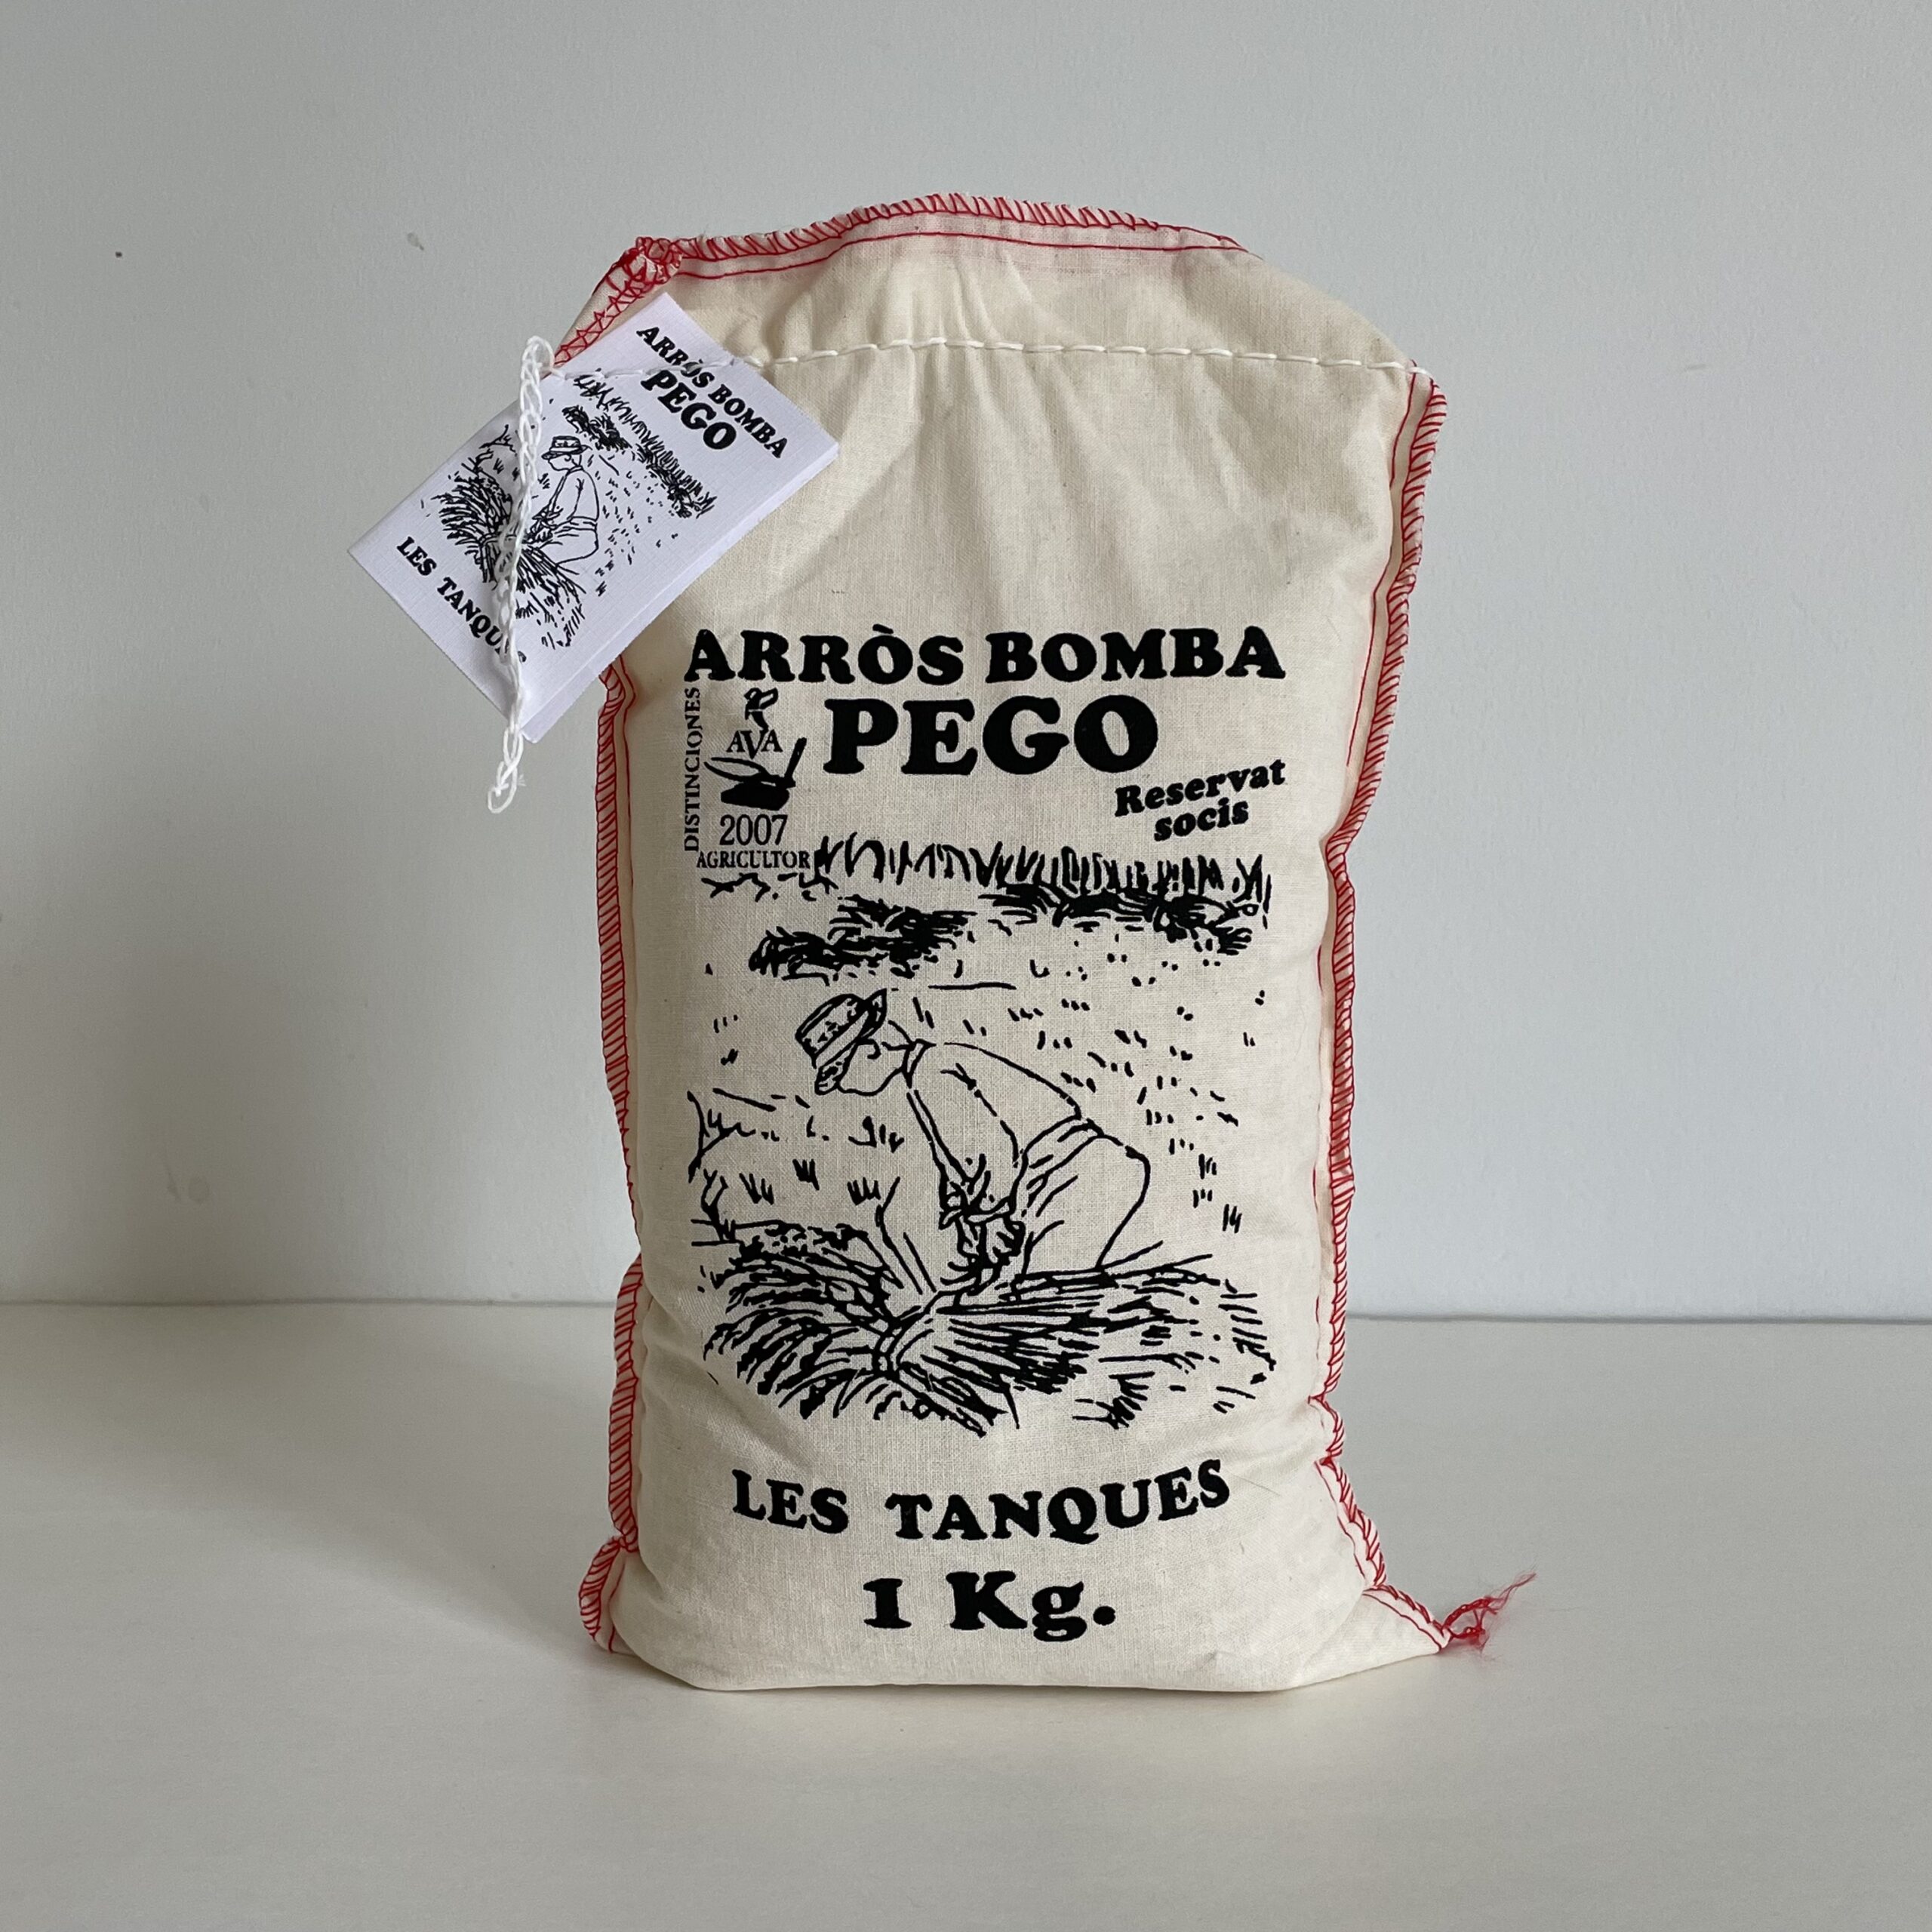 ARRÒS BOMBA
PEGO
LES TANQUES
ARRÒS BOMBA
PEGO
DISTINCIONES
AVA
2007
AGRICULTOR
Reservat
socis
LES TANQUES
1 Kg.